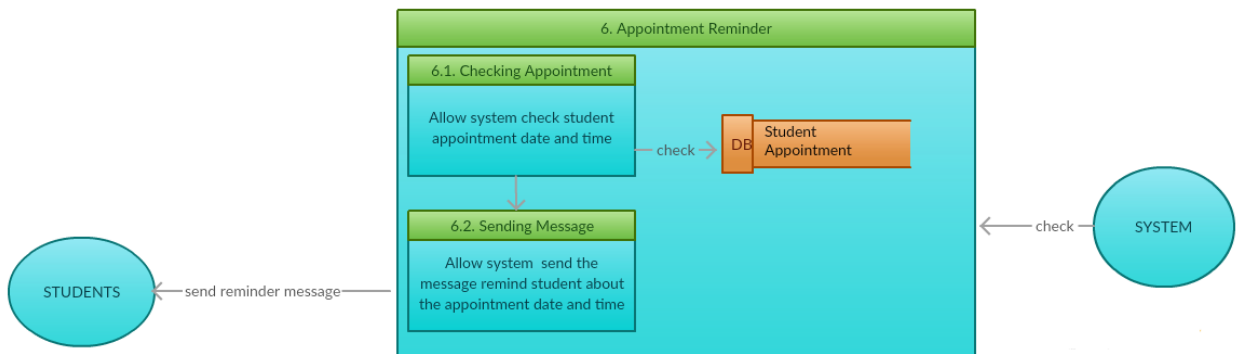 6. Appointment Reminder
6.1. Checking Appointment
Allow system check student
appointment date and time
check
DB
Student
Appointment
6.2. Sending Message
Allow system send the
message remind student about
the appointment date and time
STUDENTS
send reminder message
check
SYSTEM